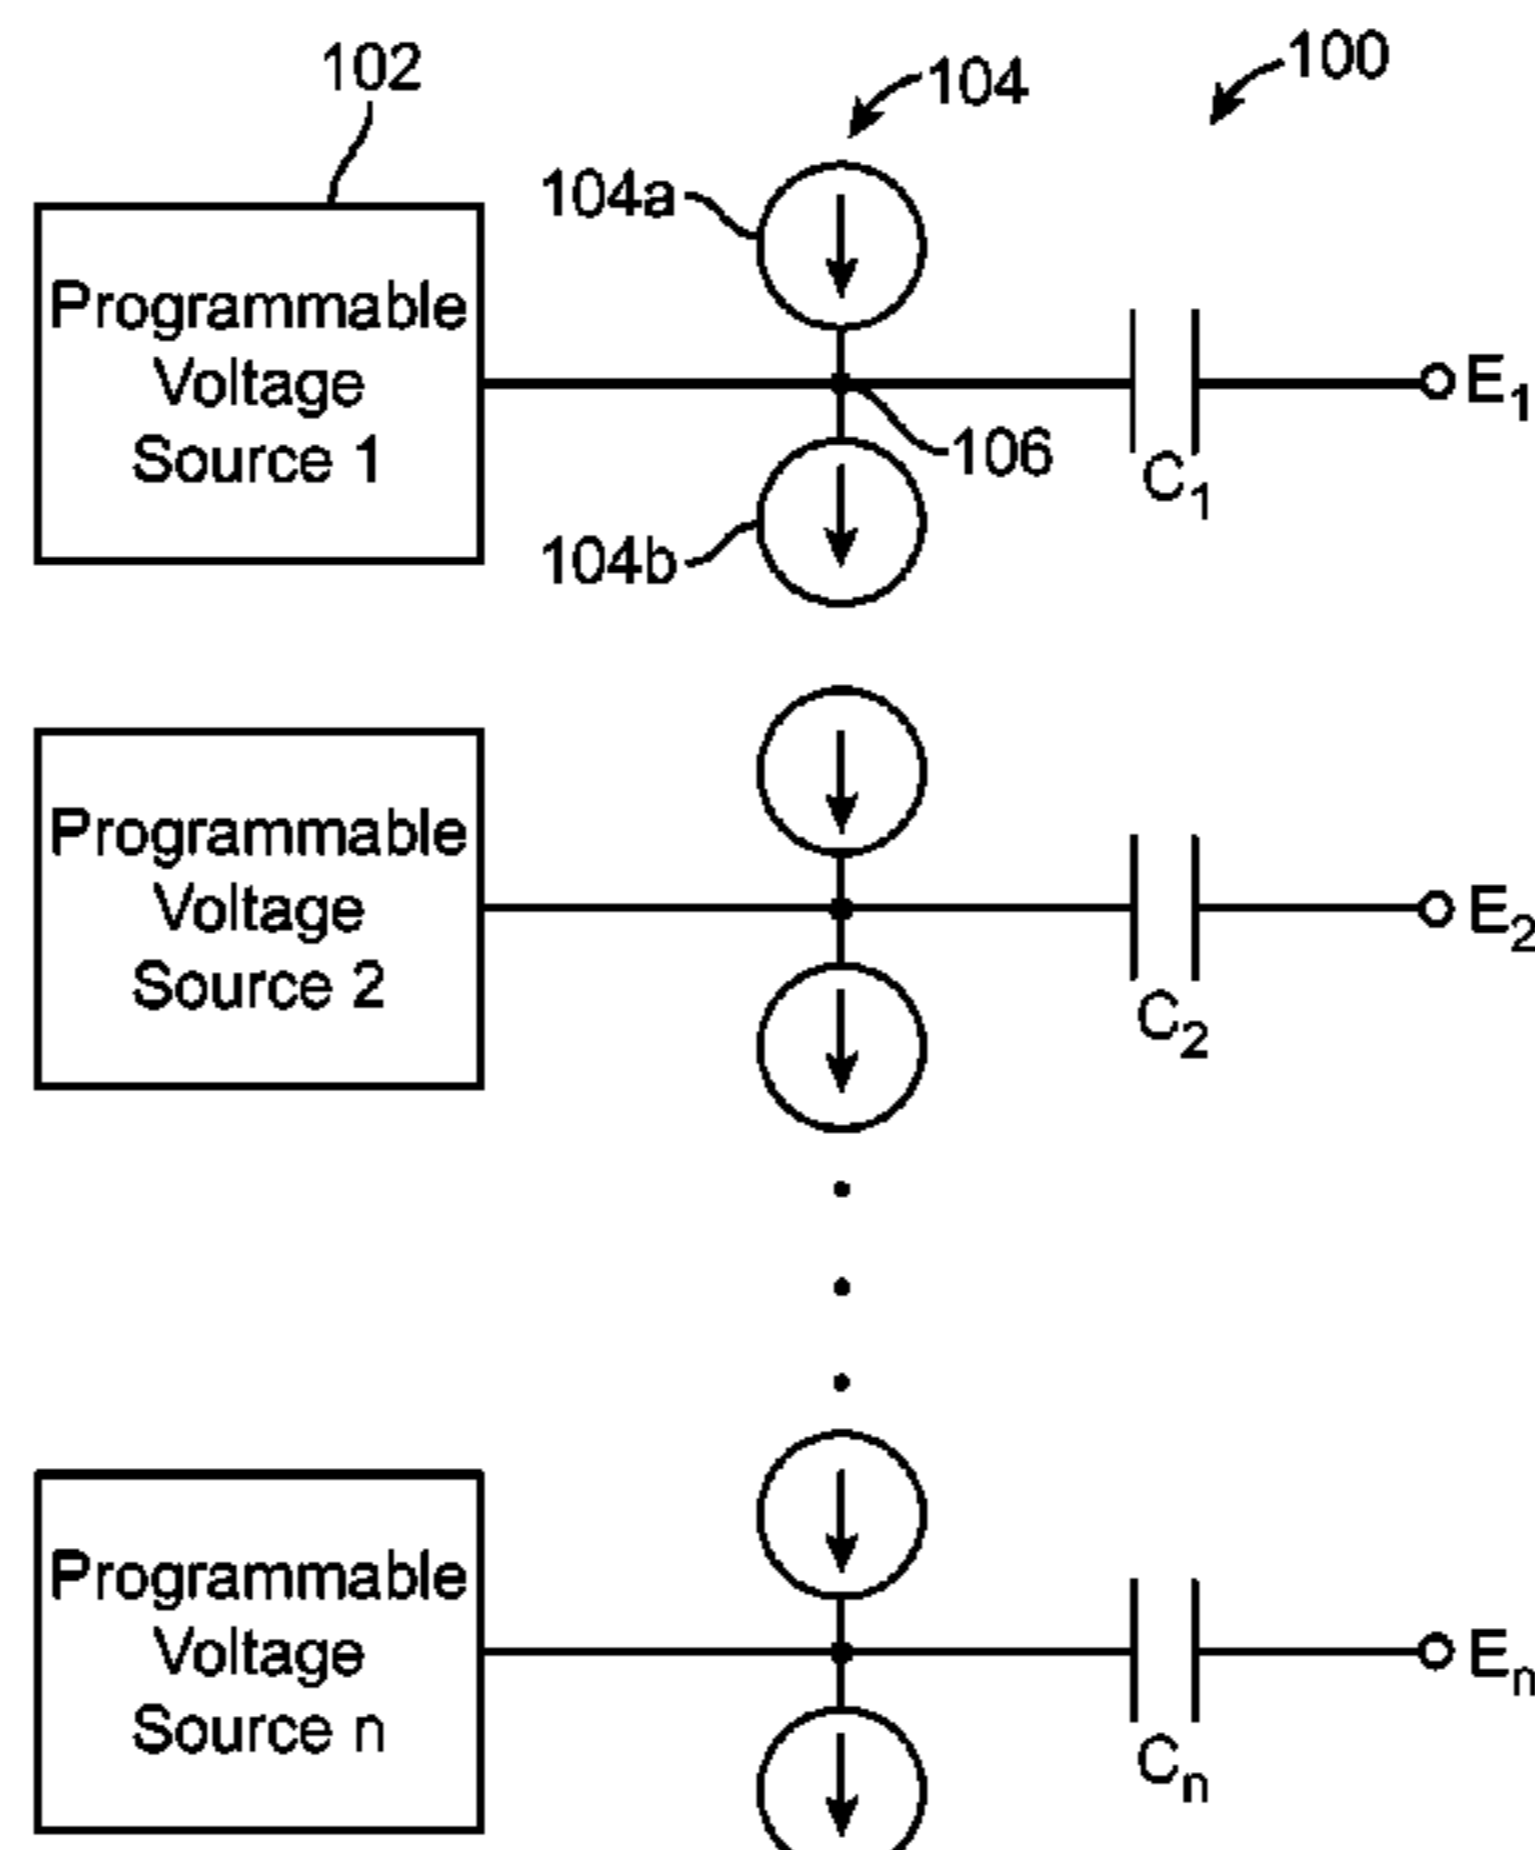 102
104
100
104a
Programmable
Voltage
Source 1
E1
106
C1
104b
Programmable
Voltage
Source 2
E2
C2
Programmable
Voltage
Source n
En
Cn